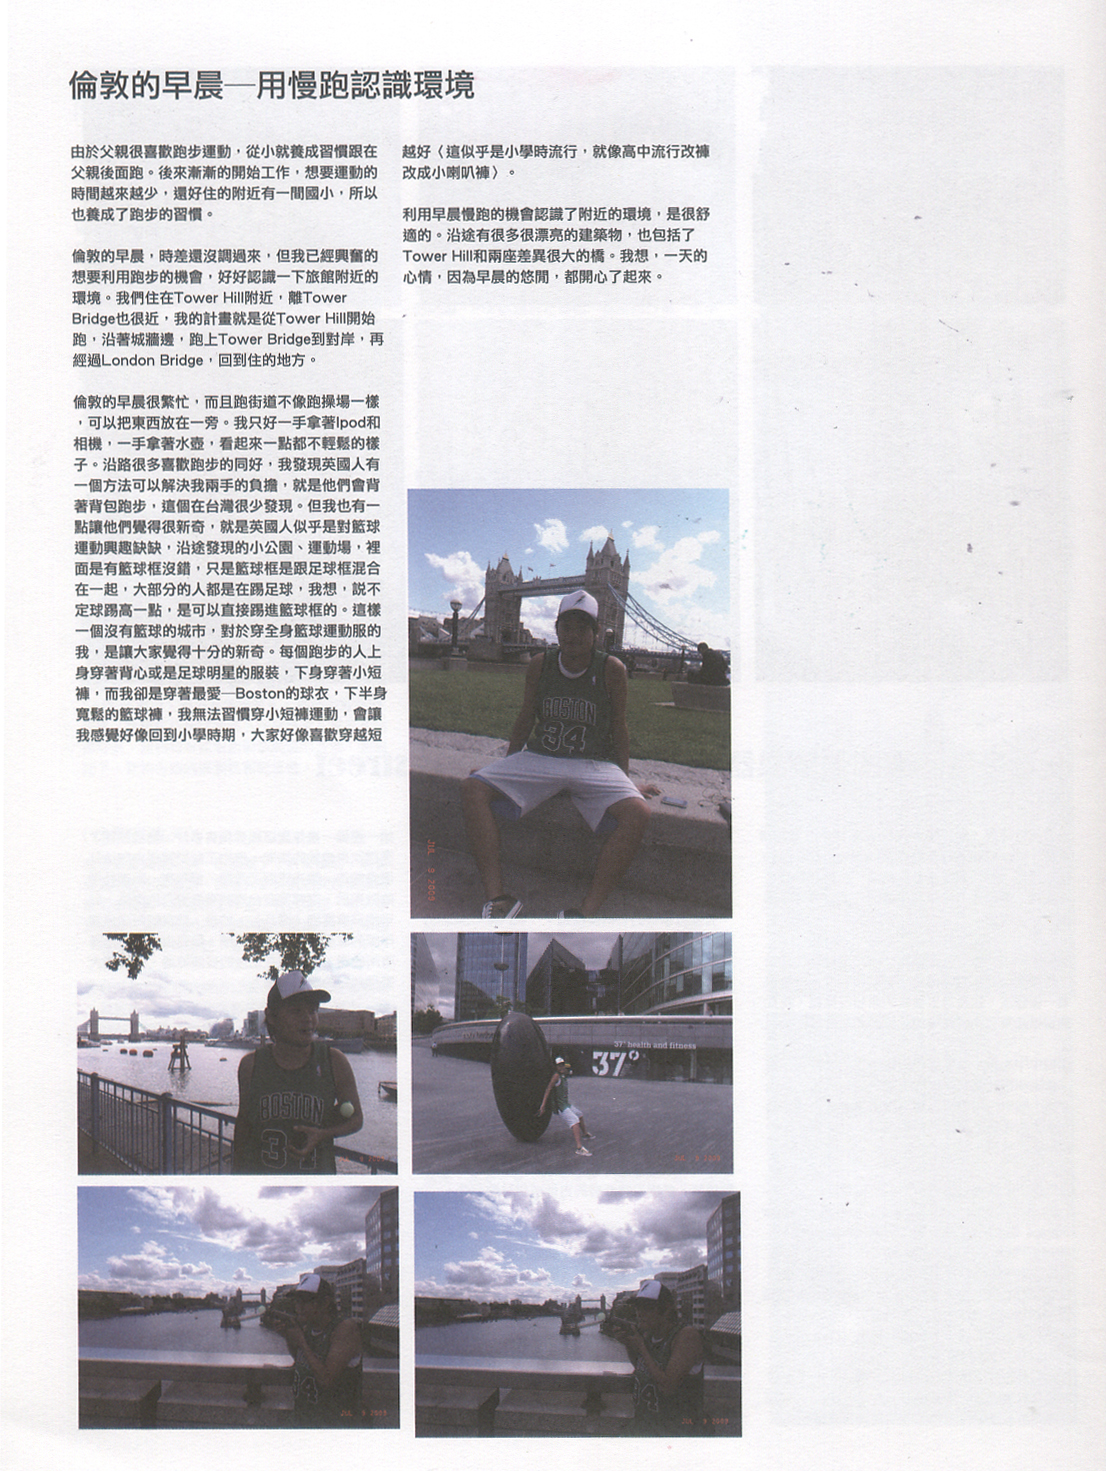 倫敦的早晨—用慢跑認識環境
由於父親很喜歡跑步運動，從小就養成習慣跟在
父親後面跑。後來漸漸的開始工作，想要運動的
時間越來越少，還好住的附近有一間國小，所以
也養成了跑步的習慣。
倫敦的早晨，時差還沒調過來，但我已經興奮的
想要利用跑步的機會，好好認識一下旅館附近的
環境。我們住在Tower Hill附近，離Tower
Bridge也很近，我的計畫就是從Tower Hill開始
跑，沿著城牆邊，跑上Tower Bridge到對岸，再
經過London Bridge，回到住的地方。
倫敦的早晨很繁忙，而且跑街道不像跑操場一樣
，可以把東西放在一旁。我只好一手拿著Ipod和
相機，一手拿著水壺，看起來一點都不輕鬆的樣
子。沿路很多喜歡跑步的同好，我發現英國人有
一個方法可以解決我兩手的負擔，就是他們會背
著背包跑步，這個在台灣很少發現。但我也有一
點讓他們覺得很新奇，就是英國人似乎是對籃球
運動興趣缺缺，沿途發現的小公園、運動場，裡
面是有籃球框沒錯，只是籃球框是跟足球框混合
在一起，大部分的人都是在踢足球，我想，說不
定球踢高一點，是可以直接踢進籃球框的。這樣
一個沒有籃球的城市，對於穿全身籃球運動服的
我，是讓大家覺得十分的新奇。每個跑步的人上
身穿著背心或是足球明星的服裝，下身穿著小短
褲，而我卻是穿著最愛—Boston的球衣，下半身
寬鬆的籃球褲，我無法習慣穿小短褲運動，會讓
我感覺好像回到小學時期，大家好像喜歡穿越短
越好〈這似乎是小學時流行，就像高中流行改褲
改成小喇叭褲〉。
利用早晨慢跑的機會認識了附近的環境，是很舒
適的。沿途有很多很漂亮的建築物，也包括了
Tower Hill和兩座差異很大的橋。我想，一天的
心情，因為早晨的悠閒，都開心了起來。
BOSTON
34
BOSTON
37° health and fitness
37°
JUL 9 2009
JUL 9 2009